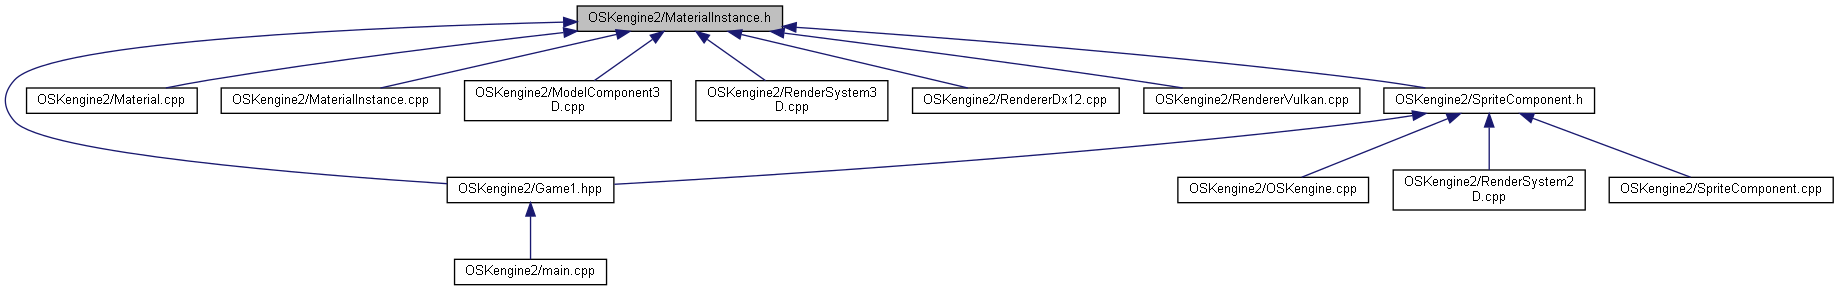 OSKengine2/MaterialInstance.h
OSKengine2/Material.cpp
OSKengine2/MaterialInstance.cpp
OSKengine2/ModelComponent3
D.cpp
OSKengine2/RenderSystem3
D.cpp
OSKengine2/RendererDx12.cpp
OSKengine2/RendererVulkan.cpp
OSKengine2/SpriteComponent.h
OSKengine2/Game1.hpp
OSKengine2/OSKengine.cpp
OSKengine2/RenderSystem2
D.cpp
OSKengine2/SpriteComponent.cpp
OSKengine2/main.cpp